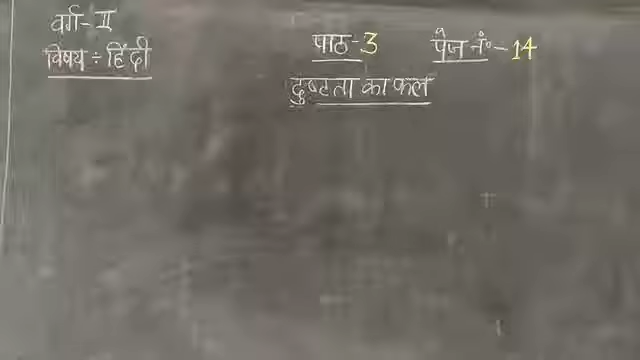 वर्ग- II
विषय ÷ हिंदी
पाठ-3 पेज नं०-14
दुष्टता का फल